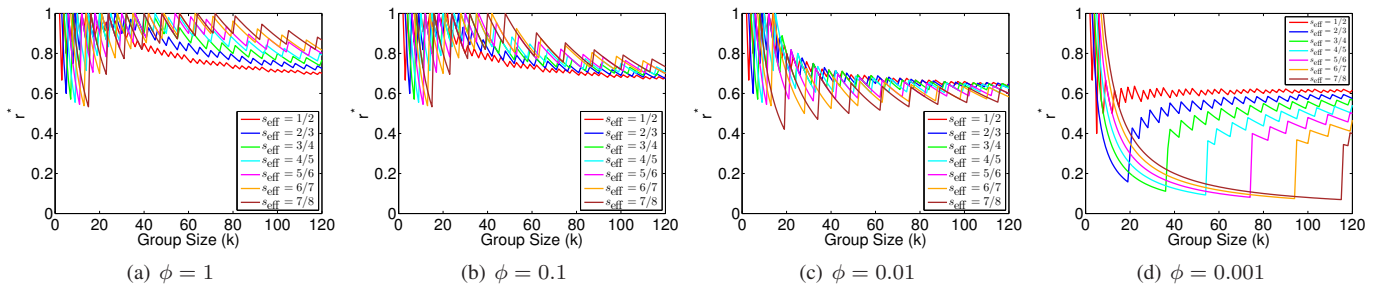 1
0.8
0.6
0.4
0.2
0
r*
0 20 40 60 80 100 120
Group Size (k)
s_eff = 1/2
s_eff = 2/3
s_eff = 3/4
s_eff = 4/5
s_eff = 5/6
s_eff = 6/7
s_eff = 7/8
(a) ϕ = 1
1
0.8
0.6
0.4
0.2
0
r*
0 20 40 60 80 100 120
Group Size (k)
s_eff = 1/2
s_eff = 2/3
s_eff = 3/4
s_eff = 4/5
s_eff = 5/6
s_eff = 6/7
s_eff = 7/8
(b) ϕ = 0.1
1
0.8
0.6
0.4
0.2
0
r*
0 20 40 60 80 100 120
Group Size (k)
s_eff = 1/2
s_eff = 2/3
s_eff = 3/4
s_eff = 4/5
s_eff = 5/6
s_eff = 6/7
s_eff = 7/8
(c) ϕ = 0.01
1
0.8
0.6
0.4
0.2
0
r*
0 20 40 60 80 100 120
Group Size (k)
s_eff = 1/2
s_eff = 2/3
s_eff = 3/4
s_eff = 4/5
s_eff = 5/6
s_eff = 6/7
s_eff = 7/8
(d) ϕ = 0.001